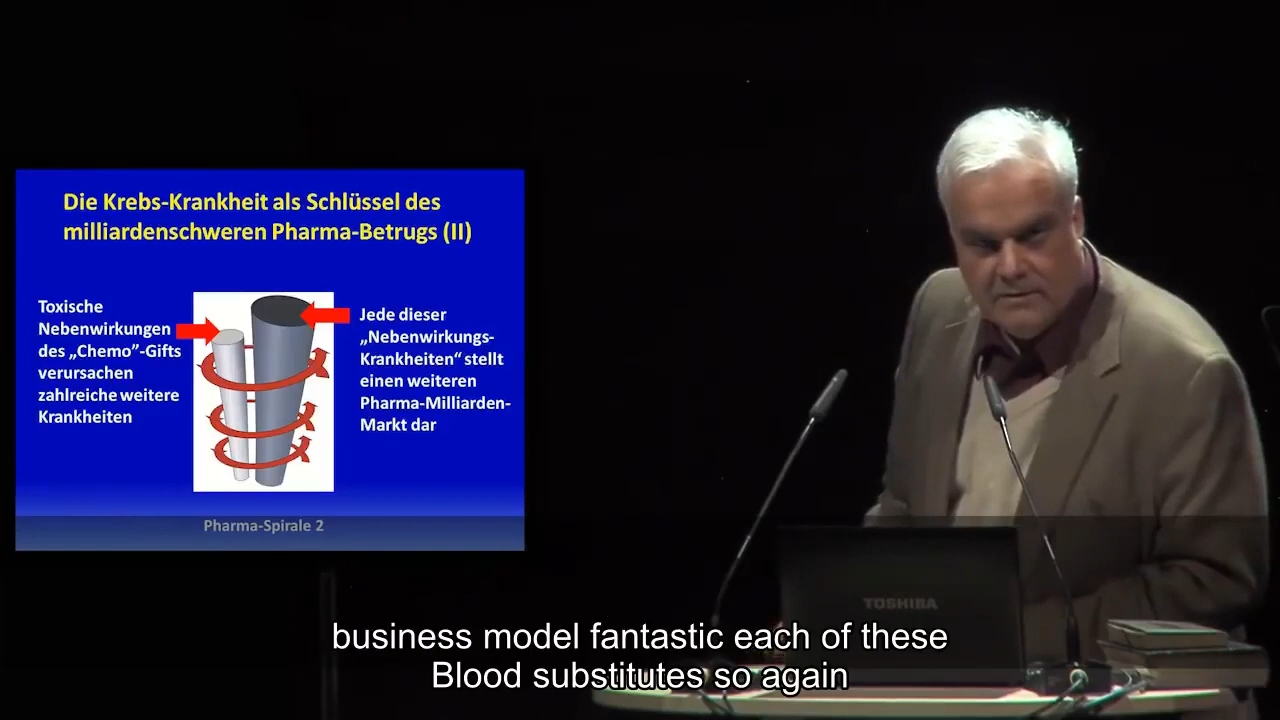 Die Krebs-Krankheit als Schlüssel des
milliardenschweren Pharma-Betrugs (II)
Toxische
Nebenwirkungen
des „Chemo”-Gifts
verursachen
zahlreiche weitere
Krankheiten
Jede dieser
„Nebenwirkungs-
Krankheiten“ stellt
einen weiteren
Pharma-Milliarden-
Markt dar
Pharma-Spirale 2
TOSHIBA
business model fantastic each of these
Blood substitutes so again